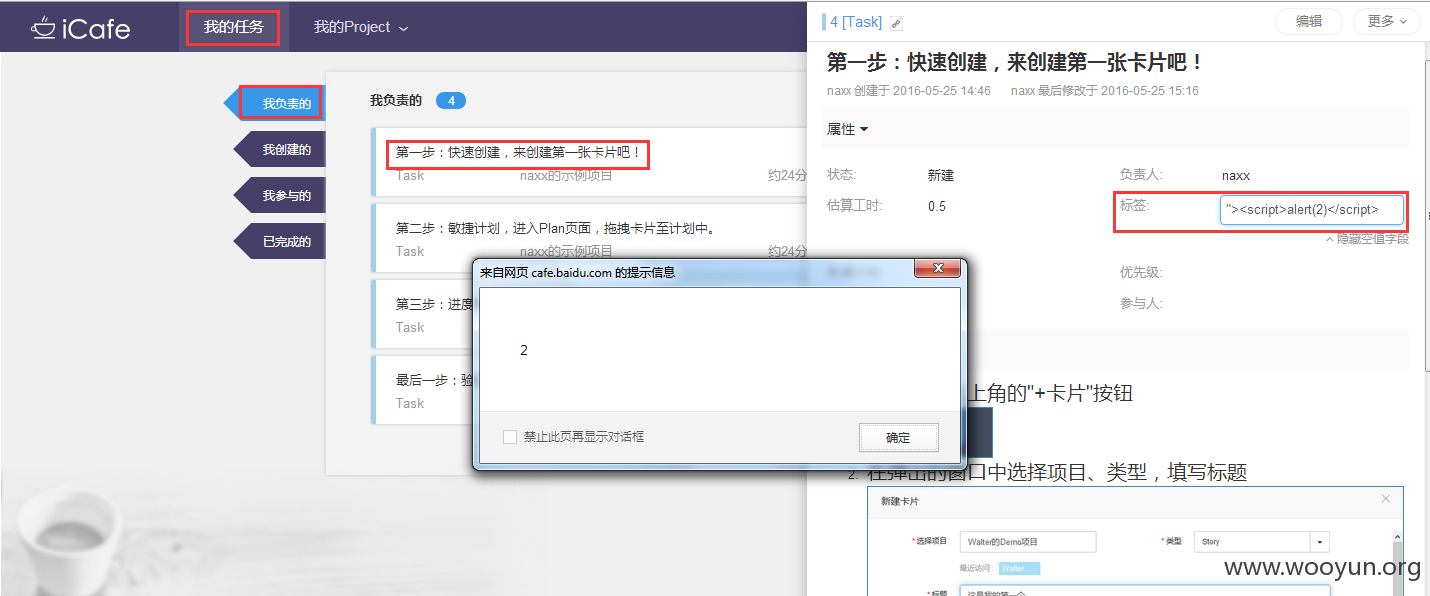 iCafe
我的任务
我的Project
我负责的
我创建的
我参与的
已完成的
我负责的 4
第一步：快速创建，来创建第一张卡片吧！
Task naxx的示例项目 约24分
第二步：敏捷计划，进入Plan页面，拖拽卡片至计划中。
Task naxx的示例项目 约24分
第三步：进度
Task
最后一步：验
Task
来自网页 cafe.baidu.com 的提示信息
2
禁止此页再显示对话框
确定
4 [Task]
编辑
更多
第一步：快速创建，来创建第一张卡片吧！
naxx 创建于 2016-05-25 14:46 naxx 最后修改于 2016-05-25 15:16
属性
状态: 新建 负责人: naxx
估算工时: 0.5 标签: "><script>alert(2)</script>
隐藏空值字段
优先级:
参与人:
上角的"+卡片"按钮
2. 在弹出的窗口中选择项目、类型，填写标题
新建卡片
*选择项目 Walter的Demo项目 *类型 Story
最近访问: Walter
*标题 这是我的第一个
www.wooyun.org